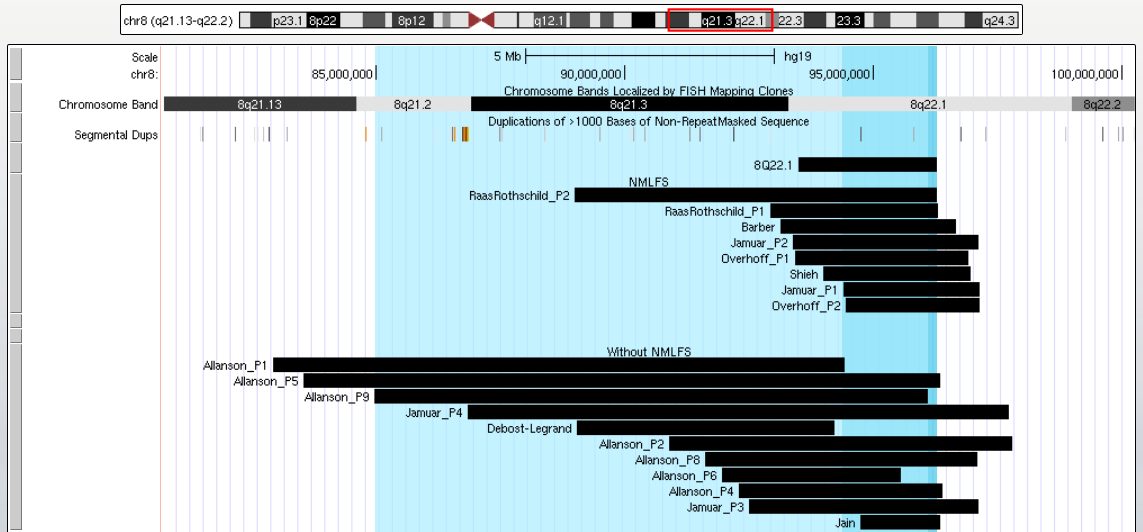 chr8 (q21.13-q22.2) p23.1 8p22 8p12 q12.1 q21.3 q22.1 22.3 23.3 q24.3
Scale 5 Mb hg19
chr8: 85,000,000 90,000,000 95,000,000 100,000,000
Chromosome Bands Localized by FISH Mapping Clones
Chromosome Band 8q21.13 8q21.2 8q21.3 8q22.1 8q22.2
Duplications of >1000 Bases of Non-RepeatMasked Sequence
Segmental Dups
8Q22.1
NMLFS
RaasRothschild_P2
RaasRothschild_P1
Barber
Jamuar_P2
Overhoff_P1
Shieh
Jamuar_P1
Overhoff_P2
Without NMLFS
Allanson_P1
Allanson_P5
Allanson_P9
Jamuar_P4
Debost-Legrand
Allanson_P2
Allanson_P8
Allanson_P6
Allanson_P4
Jamuar_P3
Jain